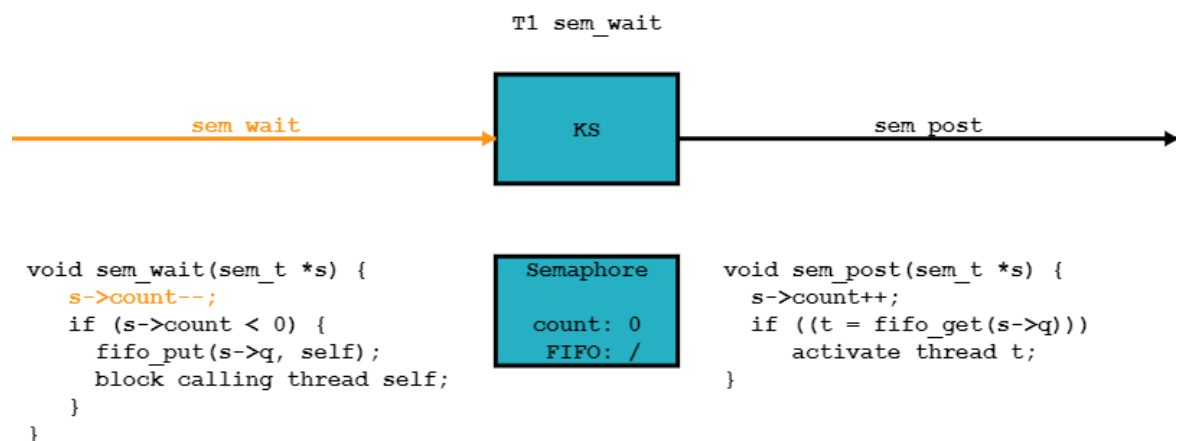 T1 sem_wait
sem wait
KS
sem post
void sem_wait(sem_t *s) {
s->count--;
if (s->count < 0) {
fifo_put(s->q, self);
block calling thread self;
}
}
Semaphore
count: 0
FIFO: /
void sem_post(sem_t *s) {
s->count++;
if ((t = fifo_get(s->q)))
activate thread t;
}